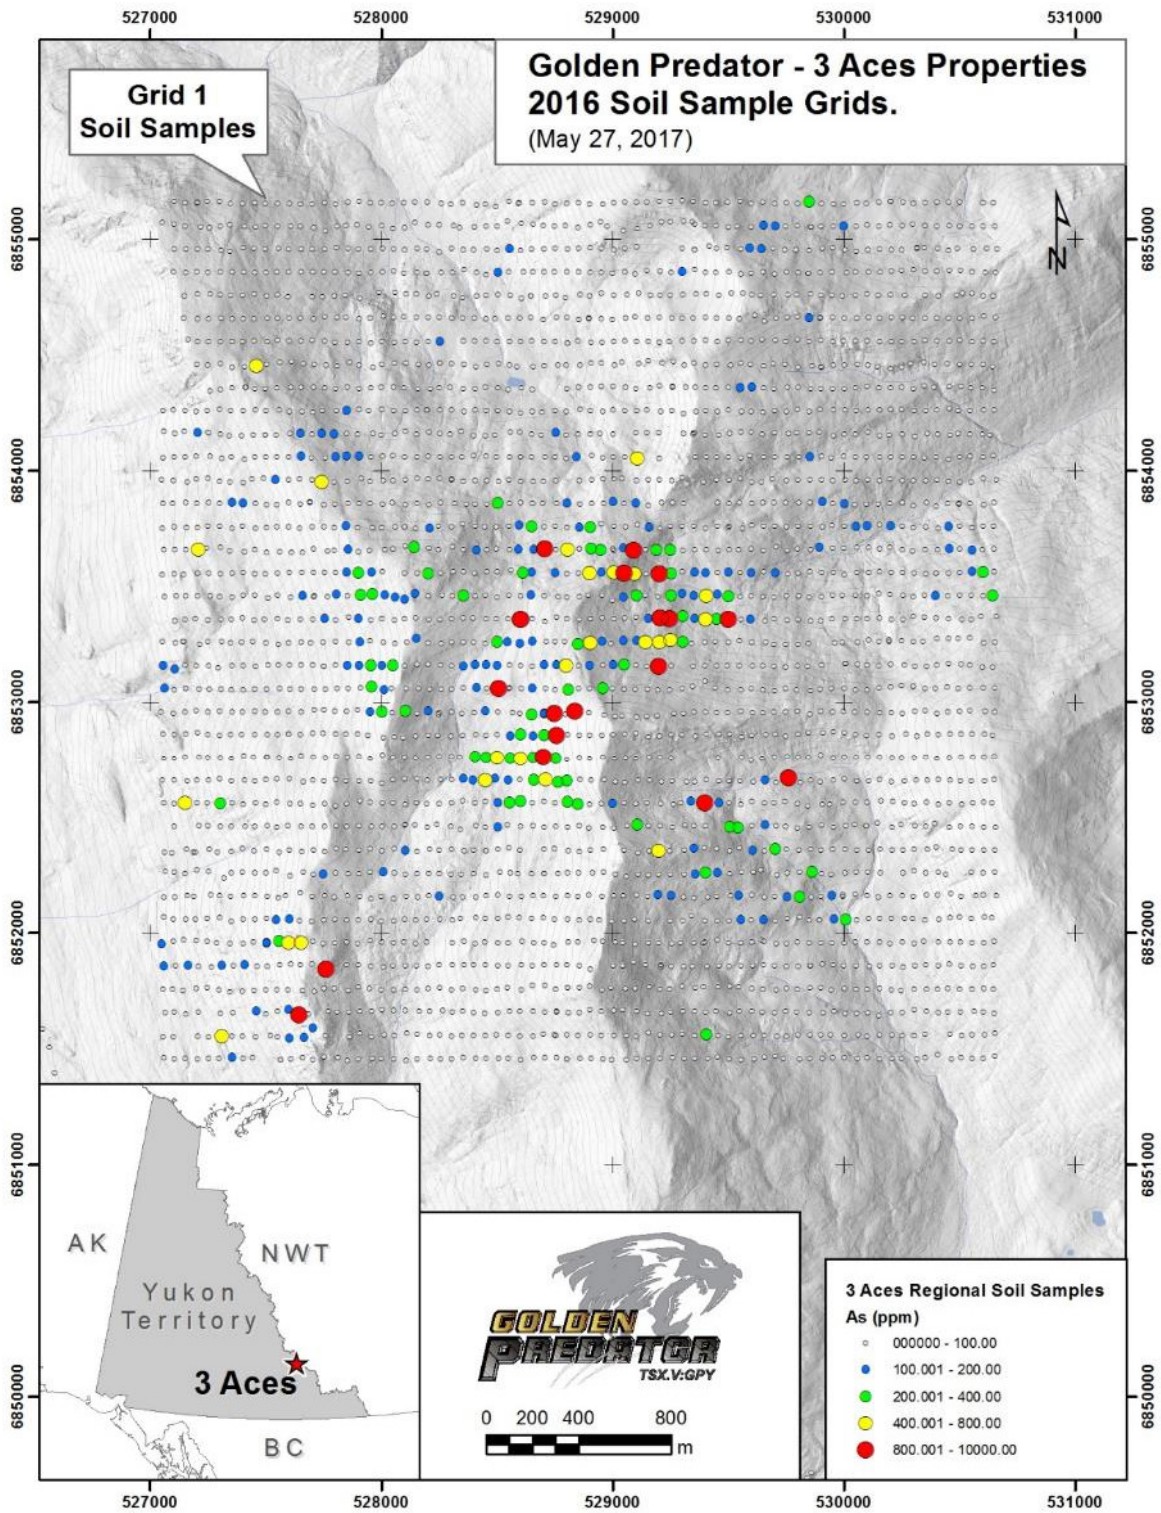 527000 528000 529000 530000 531000
Golden Predator - 3 Aces Properties
2016 Soil Sample Grids.
(May 27, 2017)
Grid 1
Soil Samples
N
6855000 6855000
6854000 6854000
6853000 6853000
6852000 6852000
6851000 6851000
6850000 6850000
AK
NWT
Yukon
Territory
3 Aces
BC
GOLDEN
PREDATOR
TSX.V:GPY
0 200 400 800
m
3 Aces Regional Soil Samples
As (ppm)
000000 - 100.00
100.001 - 200.00
200.001 - 400.00
400.001 - 800.00
800.001 - 10000.00
527000 528000 529000 530000 531000